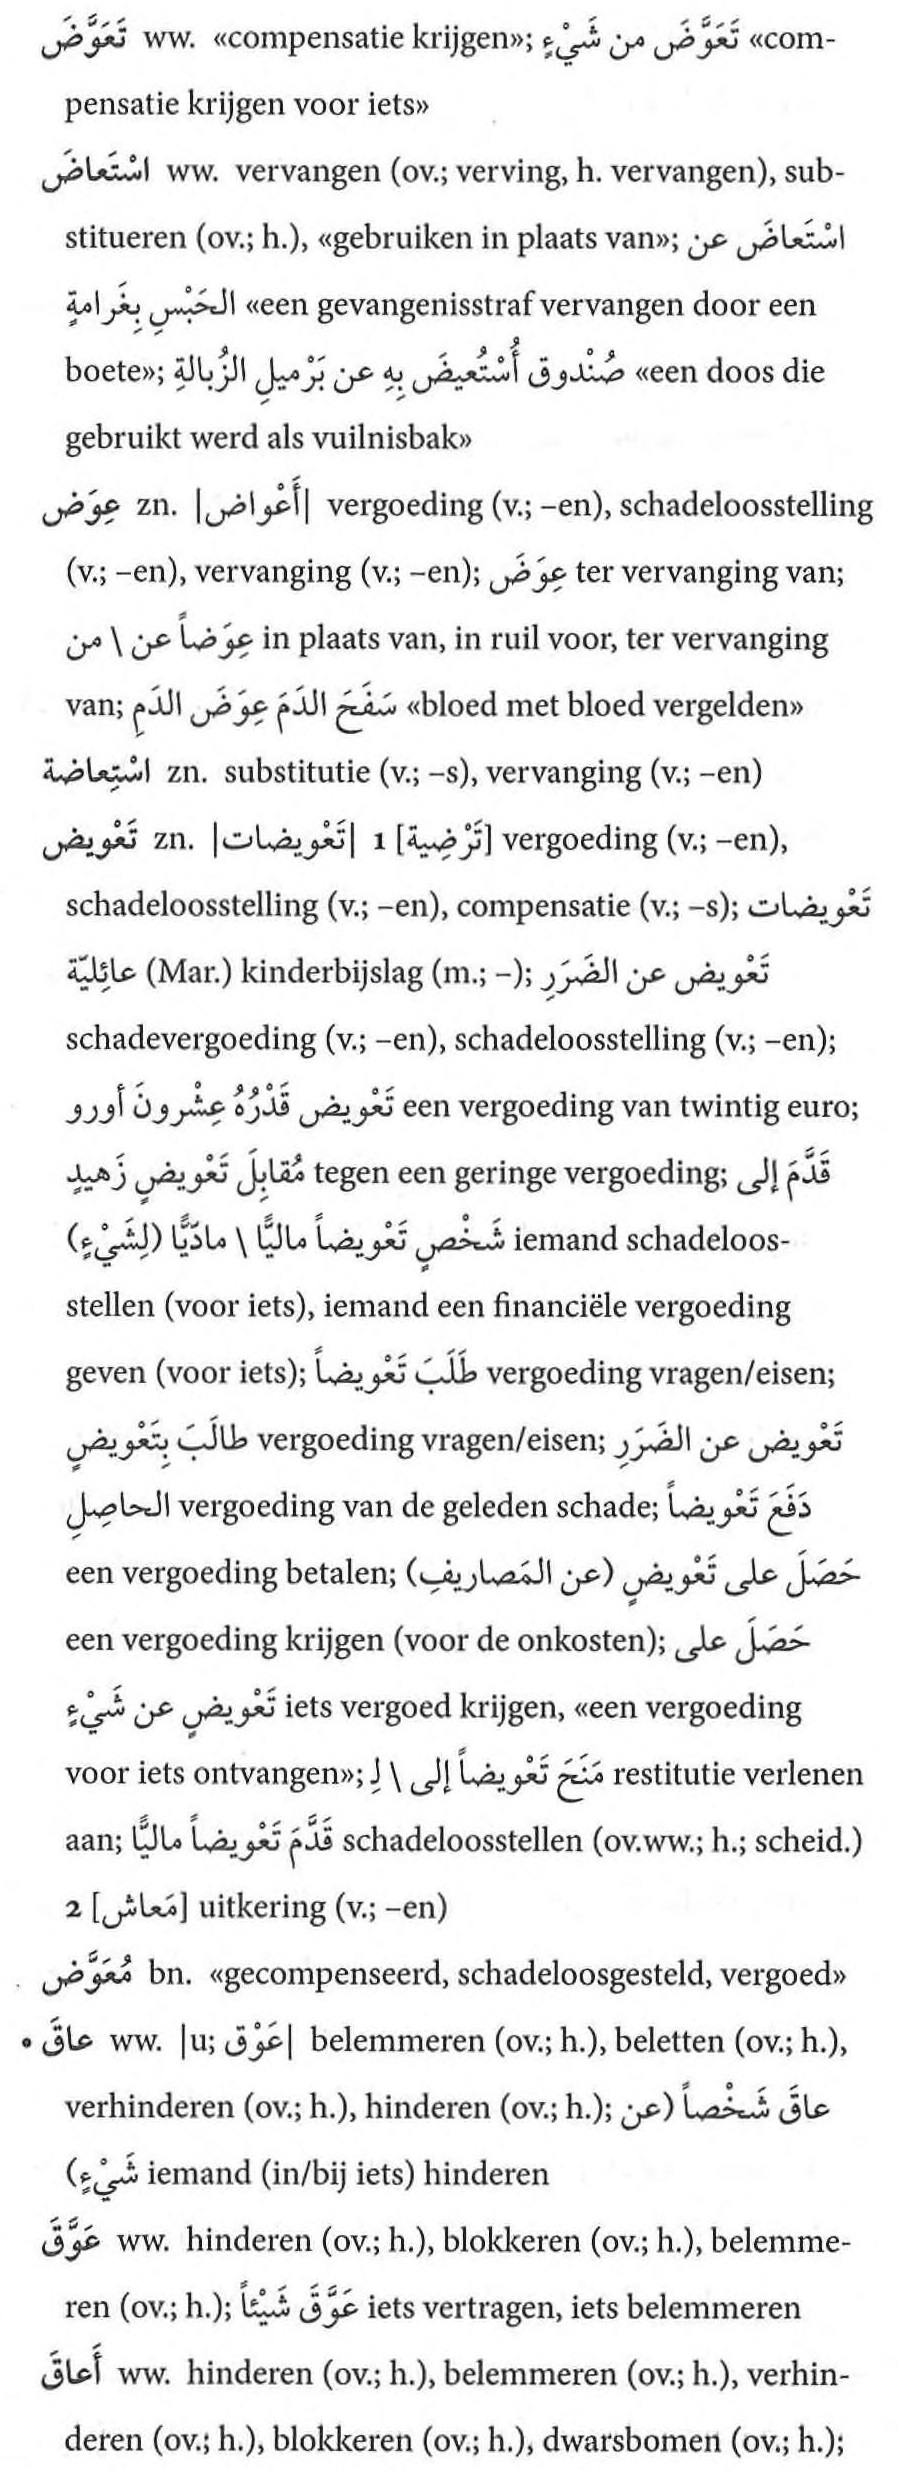 تَعَوَّضَ ww. «compensatie krijgen»; تَعَوَّضَ من شَيْءٍ «com-
pensatie krijgen voor iets»
اسْتَعاضَ ww. vervangen (ov.; verving, h. vervangen), sub-
stitueren (ov.; h.), «gebruiken in plaats van»; اسْتَعاضَ عن
الحَبْسِ بِغَرامةٍ «een gevangenisstraf vervangen door een
boete»; صُنْدوق أُسْتُعيضَ بِهِ عن بَرْميلِ الزُبالةِ «een doos die
gebruikt werd als vuilnisbak»
عِوَض zn. |أَعْواض| vergoeding (v.; –en), schadeloosstelling
(v.; –en), vervanging (v.; –en); عِوَضَ ter vervanging van;
عِوَضاً عن \ من in plaats van, in ruil voor, ter vervanging
van; سَفَحَ الدَمَ عِوَضَ الدَمِ «bloed met bloed vergelden»
اسْتِعاضة zn. substitutie (v.; –s), vervanging (v.; –en)
تَعْويض zn. |تَعْويضات| 1 [تَرْضِية] vergoeding (v.; –en),
schadeloosstelling (v.; –en), compensatie (v.; –s); تَعْويضات
عائِليّة (Mar.) kinderbijslag (m.; –); تَعْويض عن الضَرَرِ
schadevergoeding (v.; –en), schadeloosstelling (v.; –en);
تَعْويض قَدْرُهُ عِشْرونَ أورو een vergoeding van twintig euro;
مُقابِلَ تَعْويضٍ زَهيدٍ tegen een geringe vergoeding; قَدَّمَ إلى
شَخْصٍ تَعْويضاً ماليًّا \ مادّيًّا (لِشَيْءٍ) iemand schadeloos-
stellen (voor iets), iemand een financiële vergoeding
geven (voor iets); طَلَبَ تَعْويضاً vergoeding vragen/eisen;
طالَبَ بِتَعْويضٍ vergoeding vragen/eisen; تَعْويض عن الضَرَرِ
الحاصِلِ vergoeding van de geleden schade; دَفَعَ تَعْويضاً
een vergoeding betalen; حَصَلَ على تَعْويضٍ (عن المَصاريفِ)
een vergoeding krijgen (voor de onkosten); حَصَلَ على
تَعْويضٍ عن شَيْءٍ iets vergoed krijgen, «een vergoeding
voor iets ontvangen»; مَنَحَ تَعْويضاً إلى \ لِ restitutie verlenen
aan; قَدَّمَ تَعْويضاً ماليًّا schadeloosstellen (ov.ww.; h.; scheid.)
2 [مَعاش] uitkering (v.; –en)
مُعَوَّض bn. «gecompenseerd, schadeloosgesteld, vergoed»
• عاقَ ww. |u; عَوْق| belemmeren (ov.; h.), beletten (ov.; h.),
verhinderen (ov.; h.), hinderen (ov.; h.); عاقَ شَخْصاً (عن
شَيْءٍ) iemand (in/bij iets) hinderen
عَوَّقَ ww. hinderen (ov.; h.), blokkeren (ov.; h.), belemme-
ren (ov.; h.); عَوَّقَ شَيْئاً iets vertragen, iets belemmeren
أَعاقَ ww. hinderen (ov.; h.), belemmeren (ov.; h.), verhin-
deren (ov.; h.), blokkeren (ov.; h.), dwarsbomen (ov.; h.);